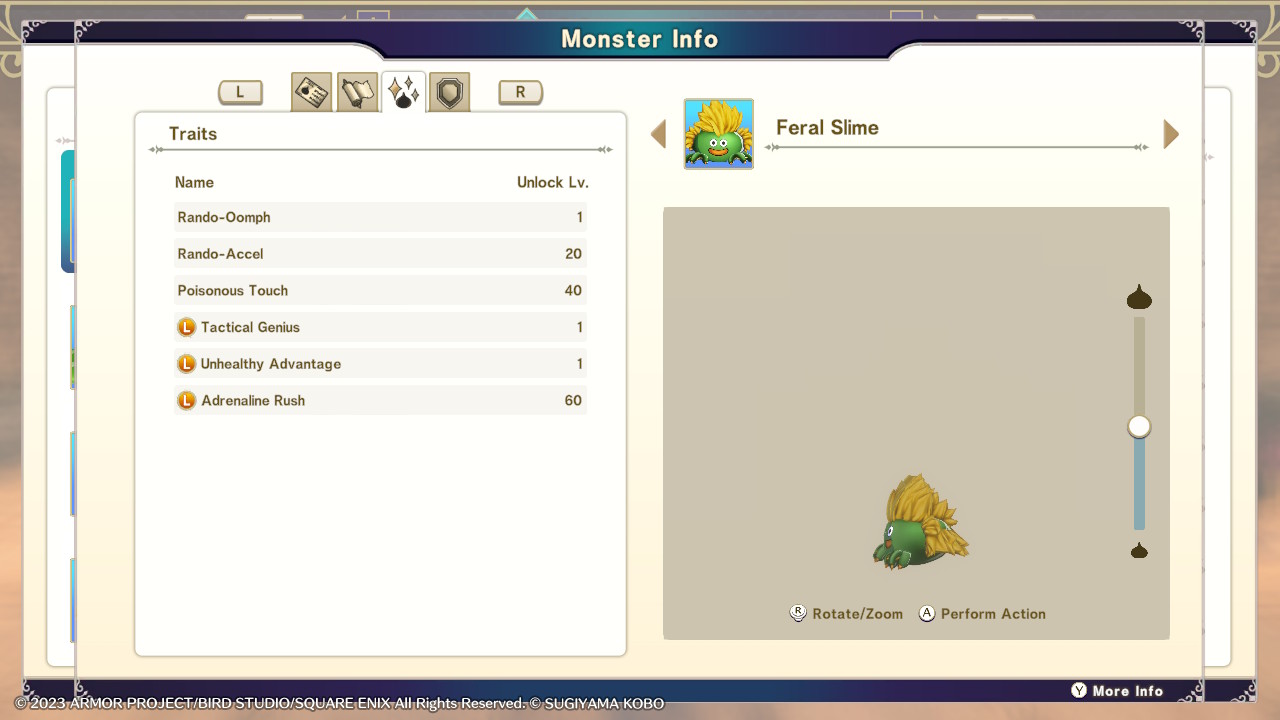 Monster Info
L
R
Traits
Name Unlock Lv.
Rando-Oomph 1
Rando-Accel 20
Poisonous Touch 40
L Tactical Genius 1
L Unhealthy Advantage 1
L Adrenaline Rush 60
Feral Slime
R Rotate/Zoom A Perform Action
Y More Info
© 2023 ARMOR PROJECT/BIRD STUDIO/SQUARE ENIX All Rights Reserved. © SUGIYAMA KOBO